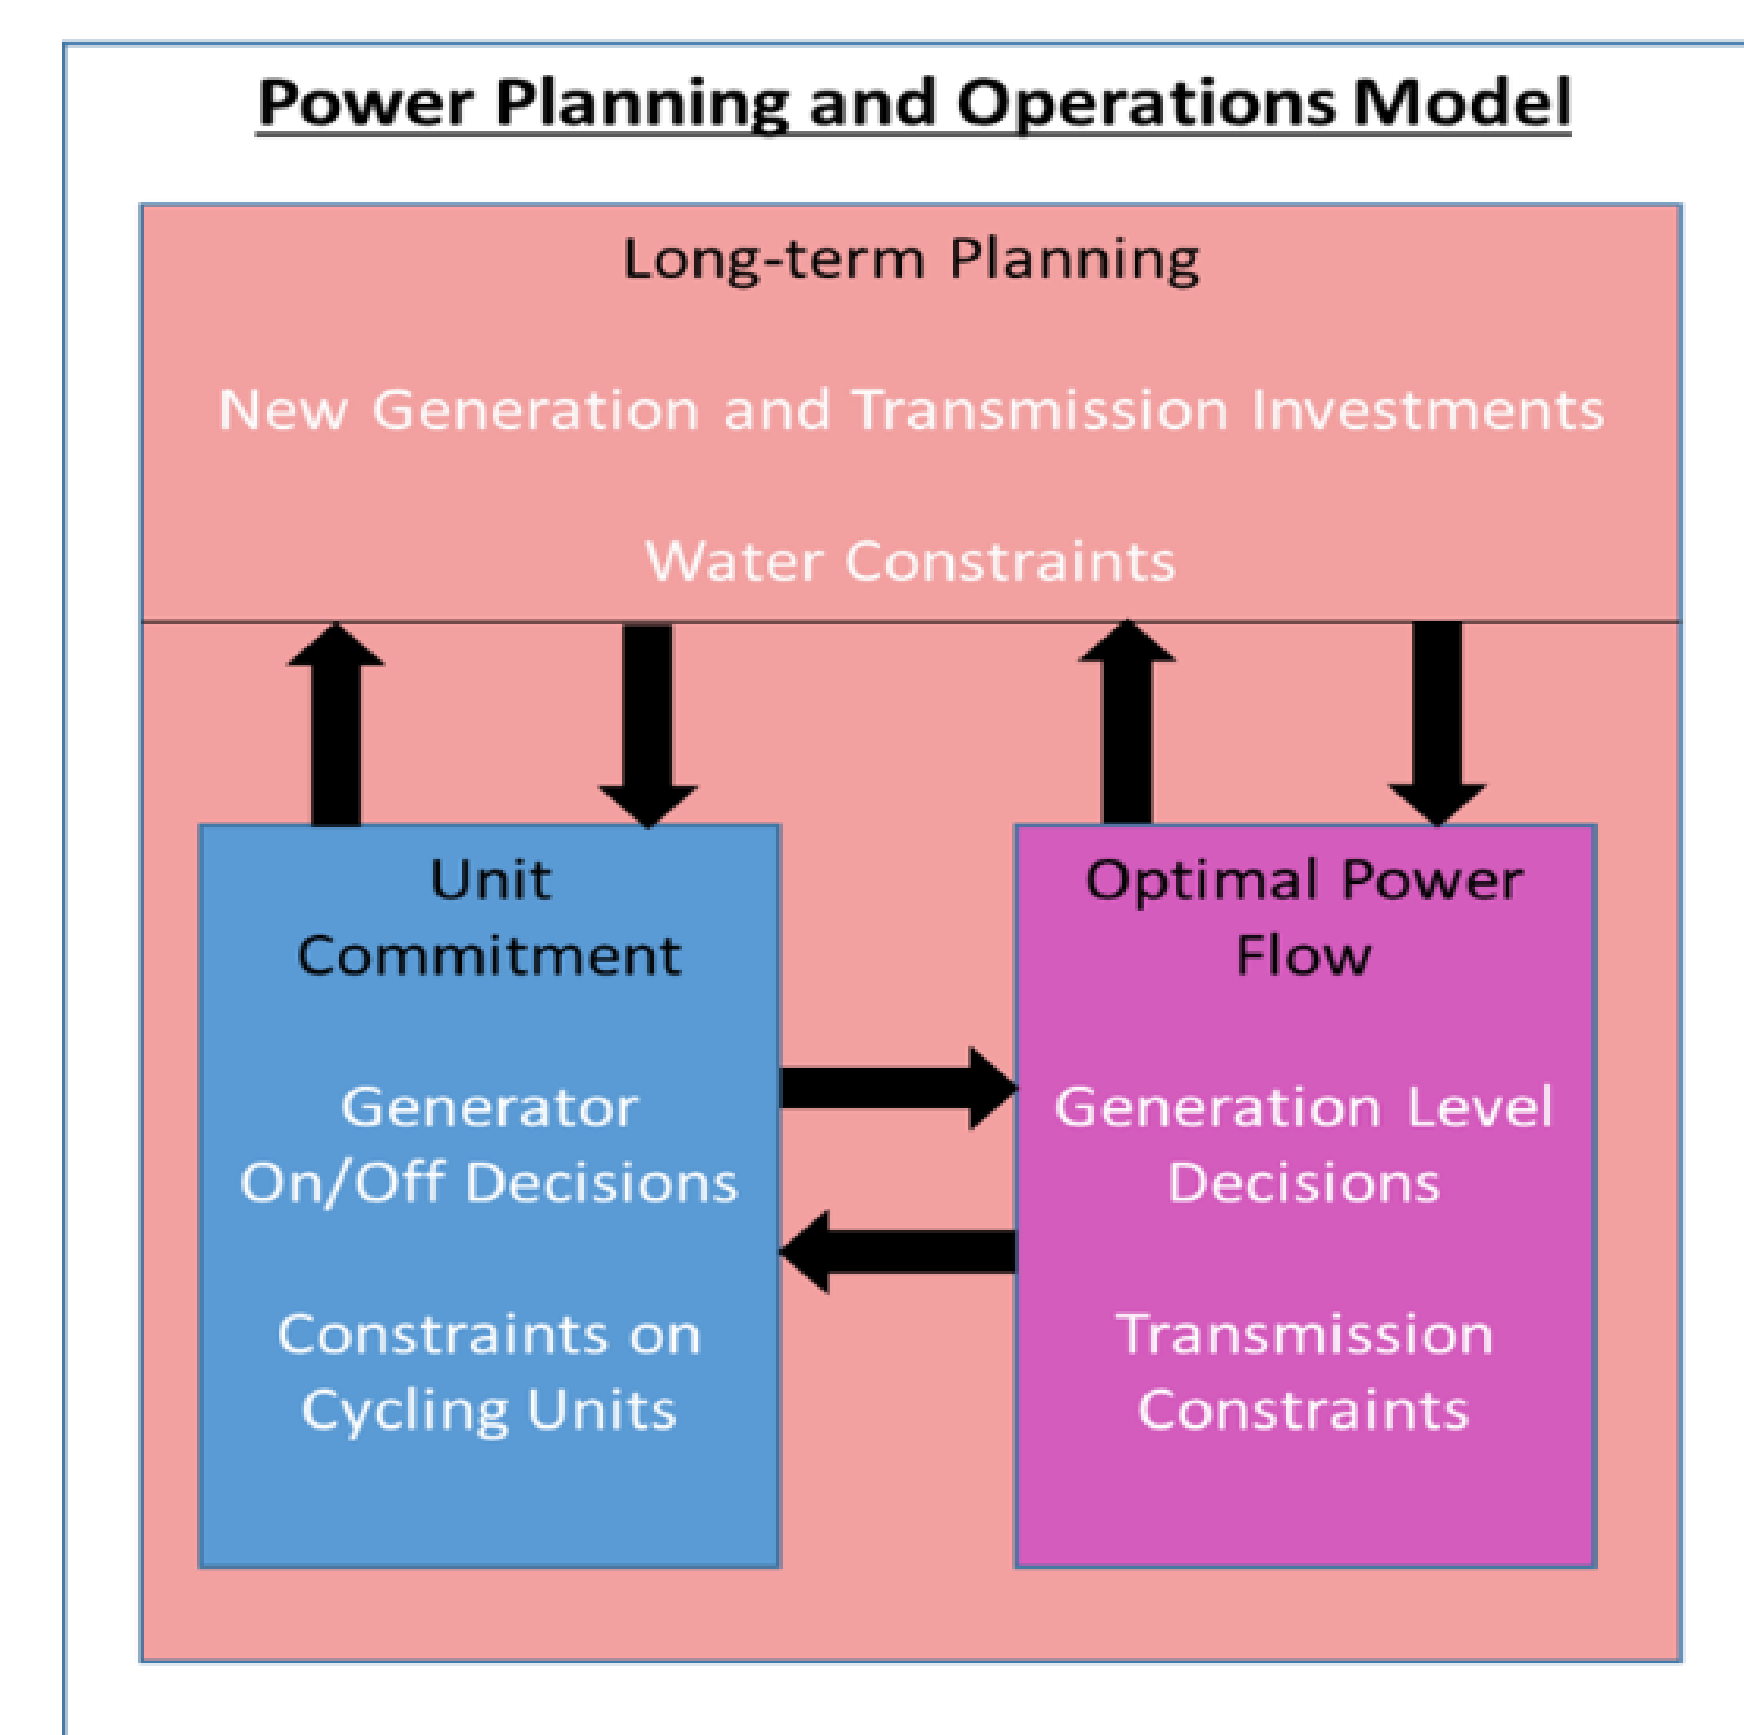 Power Planning and Operations Model
Long-term Planning
New Generation and Transmission Investments
Water Constraints
Unit
Commitment
Generator
On/Off Decisions
Constraints on
Cycling Units
Optimal Power
Flow
Generation Level
Decisions
Transmission
Constraints